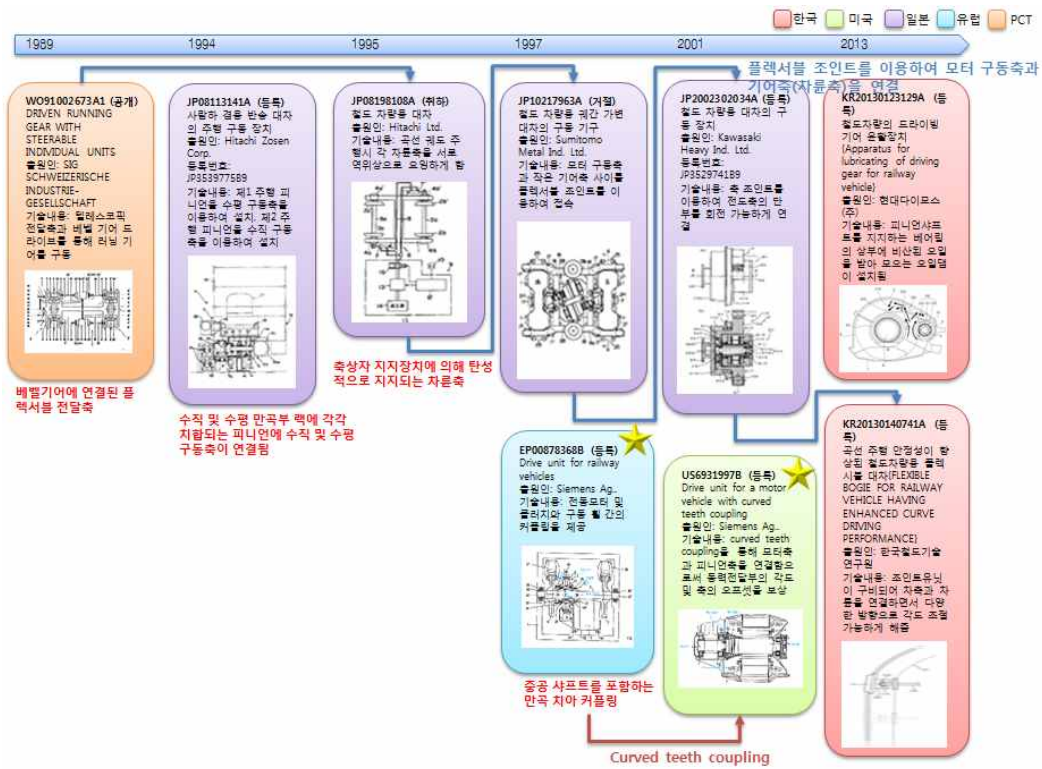 한국 미국 일본 유럽 PCT
1989 1994 1995 1997 2001 2013
플렉서블 조인트를 이용하여 모터 구동축과
기어축(차륜축)을 연결
WO91002673A1 (공개)
DRIVEN RUNNING
GEAR WITH
STEERABLE
INDIVIDUAL UNITS
출원인: SIG
SCHWEIZERISCHE
INDUSTRIE-
GESELLSCHAFT
기술내용: 텔레스코픽
전달축과 베벨 기어 드
라이브를 통해 러닝 기
어를 구동
베벨기어에 연결된 플
렉서블 전달축
JP08113141A (등록)
사람하 겸용 반송 대차
의 주행 구동 장치
출원인: Hitachi Zosen
Corp.
등록번호:
JP3539775B9
기술내용: 제1 주행 피
니언을 수평 구동축을
이용하여 설치. 제2 주
행 피니언을 수직 구동
축을 이용하여 설치
수직 및 수평 만곡부 랙에 각각
치합되는 피니언에 수직 및 수평
구동축이 연결됨
JP08198108A (취하)
철도 차량용 대차
출원인: Hitachi Ltd.
기술내용: 곡선 궤도 주
행시 각 차륜축을 서로
역위상으로 요잉하게 함
축상자 지지장치에 의해 탄성
적으로 지지되는 차륜축
JP10217963A (거절)
철도 차량용 궤간 가변
대차의 구동 기구
출원인: Sumitomo
Metal Ind. Ltd.
기술내용: 모터 구동축
과 작은 기어축 사이를
플렉서블 조인트를 이
용하여 접속
EP00878368B (등록)
Drive unit for railway
vehicles
출원인: Siemens Ag..
기술내용: 전동모터 및
클러치와 구동 휠 간의
커플링을 제공
중공 샤프트를 포함하는
만곡 치아 커플링
JP2002302034A (등록)
철도 차량용 대차의 구
동 장치
출원인: Kawasaki
Heavy Ind. Ltd.
등록번호:
JP3529741B9
기술내용: 축 조인트를
이용하여 전도축의 단
부를 회전 가능하게 연
결
US6931997B (등록)
Drive unit for a motor
vehicle with curved
teeth coupling
출원인: Siemens Ag..
기술내용: curved teeth
coupling을 통해 모터축
과 피니언축을 연결함으
로써 동력전달부의 각도
및 축의 오프셋을 보상
Curved teeth coupling
KR20130123129A (등
록)
철도차량의 드라이빙
기어 윤활장치
(Apparatus for
lubricating of driving
gear for railway
vehicle)
출원인: 현대다이모스
(주)
기술내용: 피니언샤프
트를 지지하는 베어링
의 상부에 비산된 오일
을 받아 모으는 오일댐
이 설치됨
KR20130140741A (등
록)
곡선 주행 안정성이 향
상된 철도차량용 플렉
시블 대차(FLEXIBLE
BOGIE FOR RAILWAY
VEHICLE HAVING
ENHANCED CURVE
DRIVING
PERFORMANCE)
출원인: 한국철도기술
연구원
기술내용: 조인트유닛
이 구비되어 차축과 차
륜을 연결하면서 다양
한 방향으로 각도 조절
가능하게 해줌